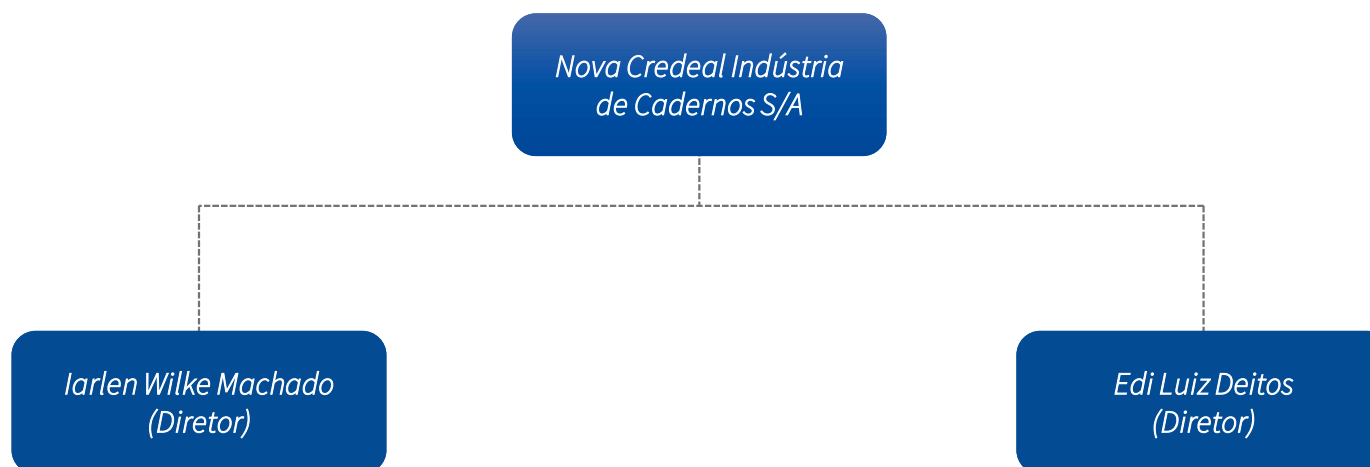 Nova Credeal Indústria
de Cadernos S/A
Iarlen Wilke Machado
(Diretor)
Edi Luiz Deitos
(Diretor)